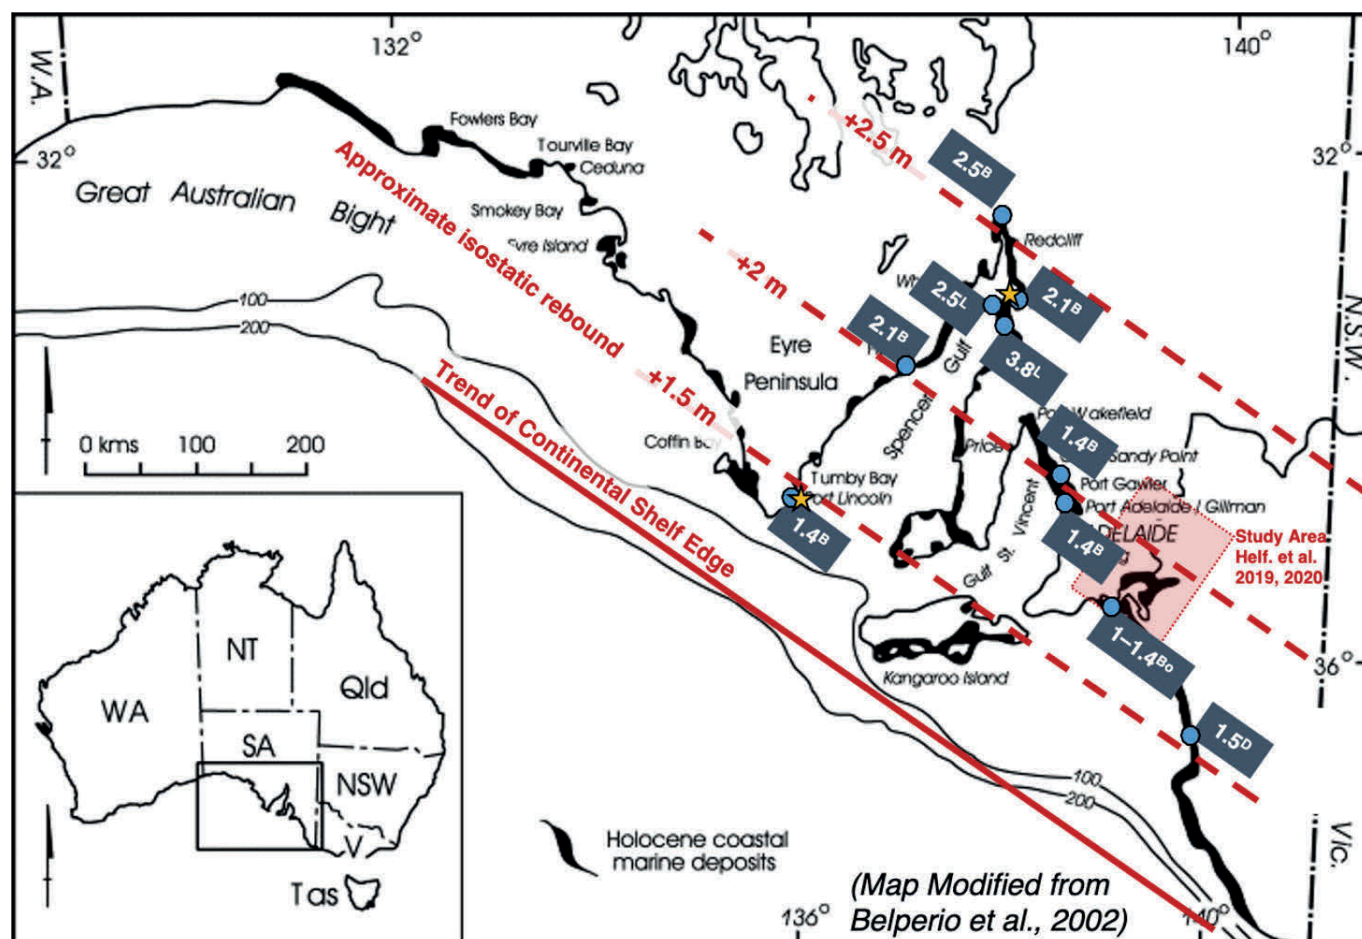 132°
140°
W.A.
32°
32°
Fowlers Bay
Tourville Bay
Ceduna
Smokey Bay
Eyre Island
Great Australian Bight
Approximate isostatic rebound
+2.5 m
2.5B
Redcliff
+2 m
2.5L
2.1B
2.1B
3.8L
N.S.W.
100
200
Eyre
Peninsula
Spencer Gulf
+1.5 m
Trend of Continental Shelf Edge
0 kms 100 200
Coffin
Wakefield
1.4B
Price
Sandy Point
Tumby Bay
Port Gawler
Port Lincoln
Port Adelaide / Gillman
1.4B
1.4B
ADELAIDE
Gulf St. Vincent
Study Area
Helf. et al.
2019, 2020
1–1.4Bo
36°
Kangaroo Island
1.5D
100
200
NT
WA
Qld
SA
NSW
V
Tas
Vic.
Holocene coastal
marine deposits
(Map Modified from
Belperio et al., 2002)
136°
140°